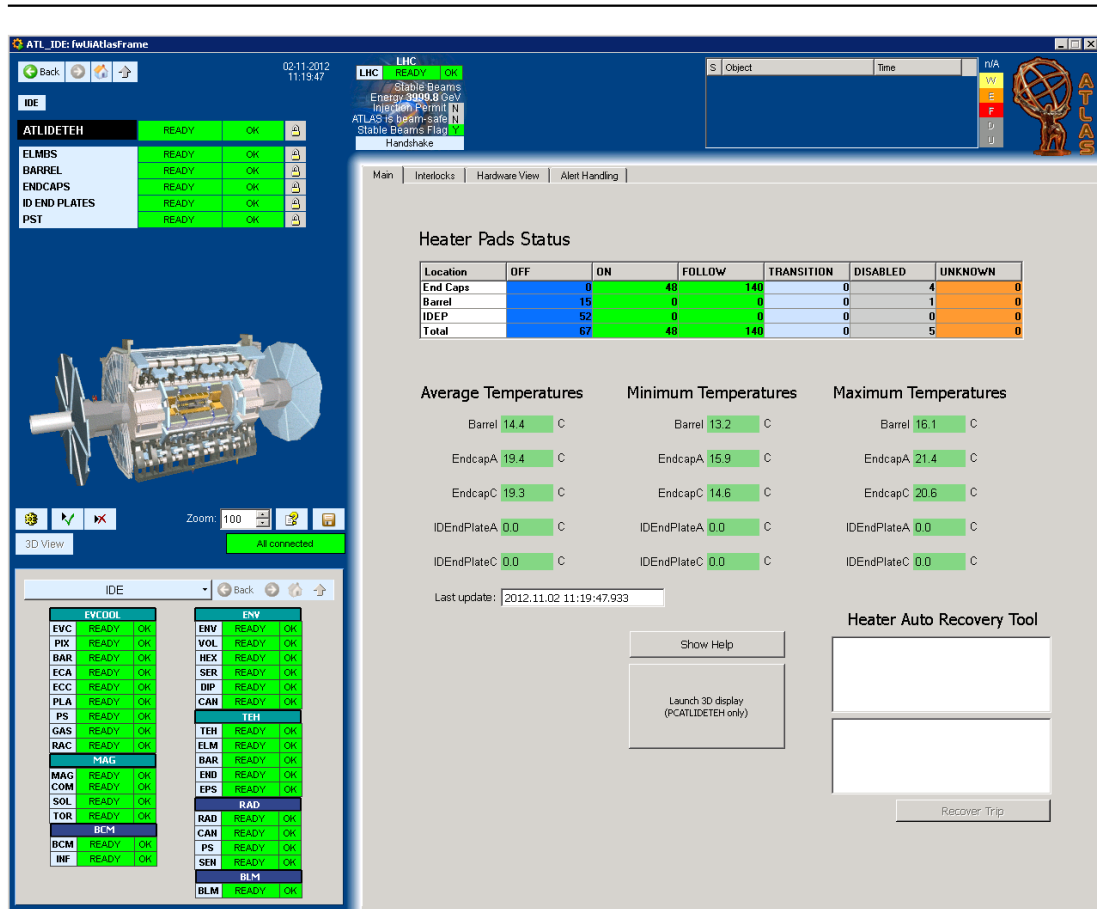 ATL_IDE: fwUiAtlasFrame
Back
02-11-2012
11:19:47
IDE
ATLIDETEH READY OK
ELMBS READY OK
BARREL READY OK
ENDCAPS READY OK
ID END PLATES READY OK
PST READY OK
LHC
LHC READY OK
Stable Beams
Energy 3999.8 GeV
Injection Permit N
ATLAS is beam-safe N
Stable Beams Flag Y
Handshake
S Object Time
n/A
W
E
F
D
U
ATLAS
Main Interlocks Hardware View Alert Handling
Heater Pads Status
Location OFF ON FOLLOW TRANSITION DISABLED UNKNOWN
End Caps 0 48 140 0 4 0
Barrel 15 0 0 0 1 0
IDEP 52 0 0 0 0 0
Total 67 48 140 0 5 0
Average Temperatures Minimum Temperatures Maximum Temperatures
Barrel 14.4 C Barrel 13.2 C Barrel 16.1 C
EndcapA 19.4 C EndcapA 15.9 C EndcapA 21.4 C
EndcapC 19.3 C EndcapC 14.6 C EndcapC 20.6 C
IDEndPlateA 0.0 C IDEndPlateA 0.0 C IDEndPlateA 0.0 C
IDEndPlateC 0.0 C IDEndPlateC 0.0 C IDEndPlateC 0.0 C
Last update: 2012.11.02 11:19:47.933
Show Help
Launch 3D display
(PCATLIDETEH only)
Heater Auto Recovery Tool
Recover Trip
Zoom: 100
3D View
All connected
IDE Back
EVCOOL
EVC READY OK
PIX READY OK
BAR READY OK
ECA READY OK
ECC READY OK
PLA READY OK
PS READY OK
GAS READY OK
RAC READY OK
MAG
MAG READY OK
COM READY OK
SOL READY OK
TOR READY OK
BCM
BCM READY OK
INF READY OK
ENV
ENV READY OK
VOL READY OK
HEX READY OK
SER READY OK
DIP READY OK
CAN READY OK
TEH
TEH READY OK
ELM READY OK
BAR READY OK
END READY OK
EPS READY OK
RAD
RAD READY OK
CAN READY OK
PS READY OK
SEN READY OK
BLM
BLM READY OK